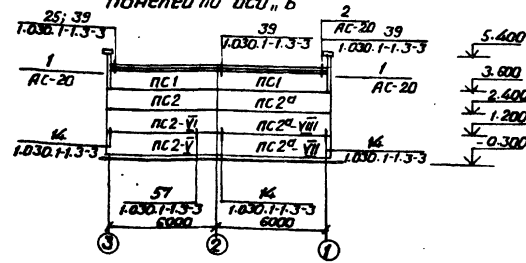 панелей по оси „Б
25; 39
1.030.1-1.3-3
39
1.030.1-1.3-3
2
АС-20
39
1.030.1-1.3-3
1
АС-20
1
АС-20
5.400
3.600
2.400
1.200
-0.300
ПС1
ПС1
ПС2
ПС2а
ПС2-VI
ПС2а-VIII
ПС2-V
ПС2а VII
14
1.030.1-1.3-3
14
1.030.1-1.3-3
57
1.030.1-1.3-3
14
1.030.1-1.3-3
6000
6000
3
2
1